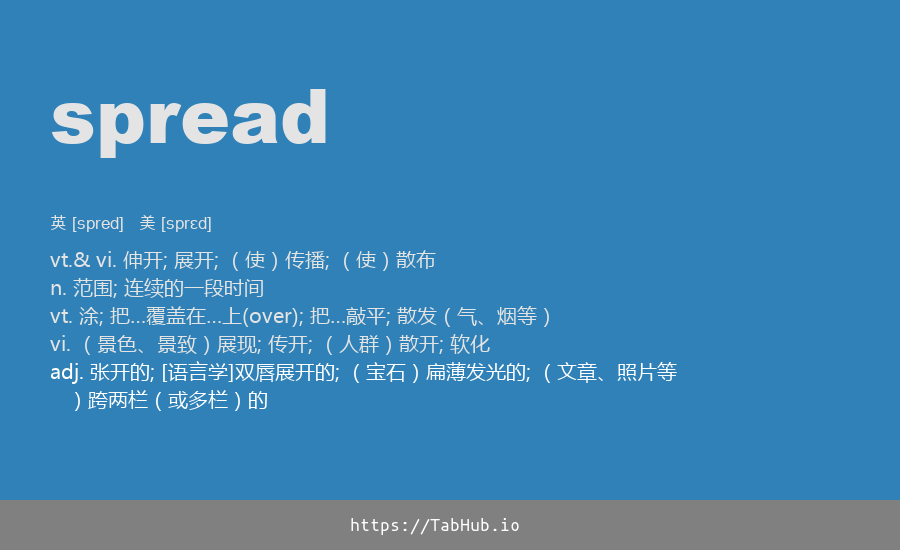 spread
英 [spred] 美 [sprɛd]
vt.& vi. 伸开; 展开; （使）传播; （使）散布
n. 范围; 连续的一段时间
vt. 涂; 把…覆盖在…上(over); 把…敲平; 散发（气、烟等）
vi. （景色、景致）展现; 传开; （人群）散开; 软化
adj. 张开的; [语言学]双唇展开的; （宝石）扁薄发光的; （文章、照片等
）跨两栏（或多栏）的
https://TabHub.io